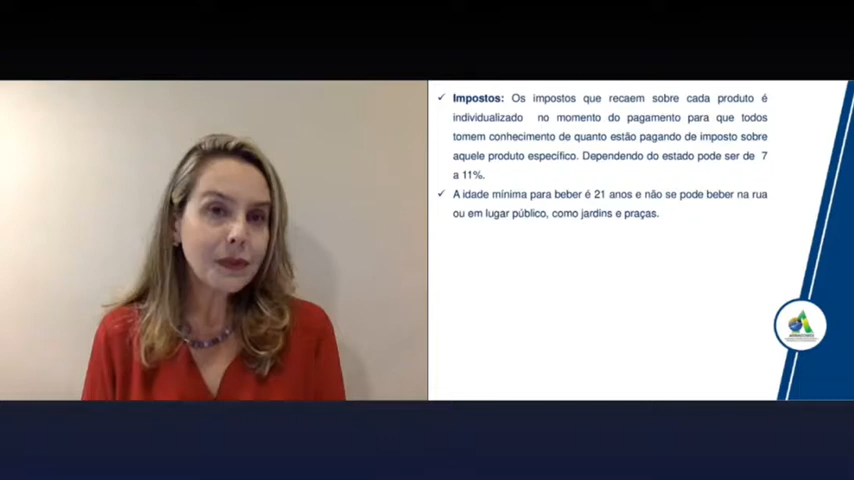 ✓ Impostos: Os impostos que recaem sobre cada produto é
individualizado no momento do pagamento para que todos
tomem conhecimento de quanto estão pagando de imposto sobre
aquele produto específico. Dependendo do estado pode ser de 7
a 11%.
✓ A idade mínima para beber é 21 anos e não se pode beber na rua
ou em lugar público, como jardins e praças.